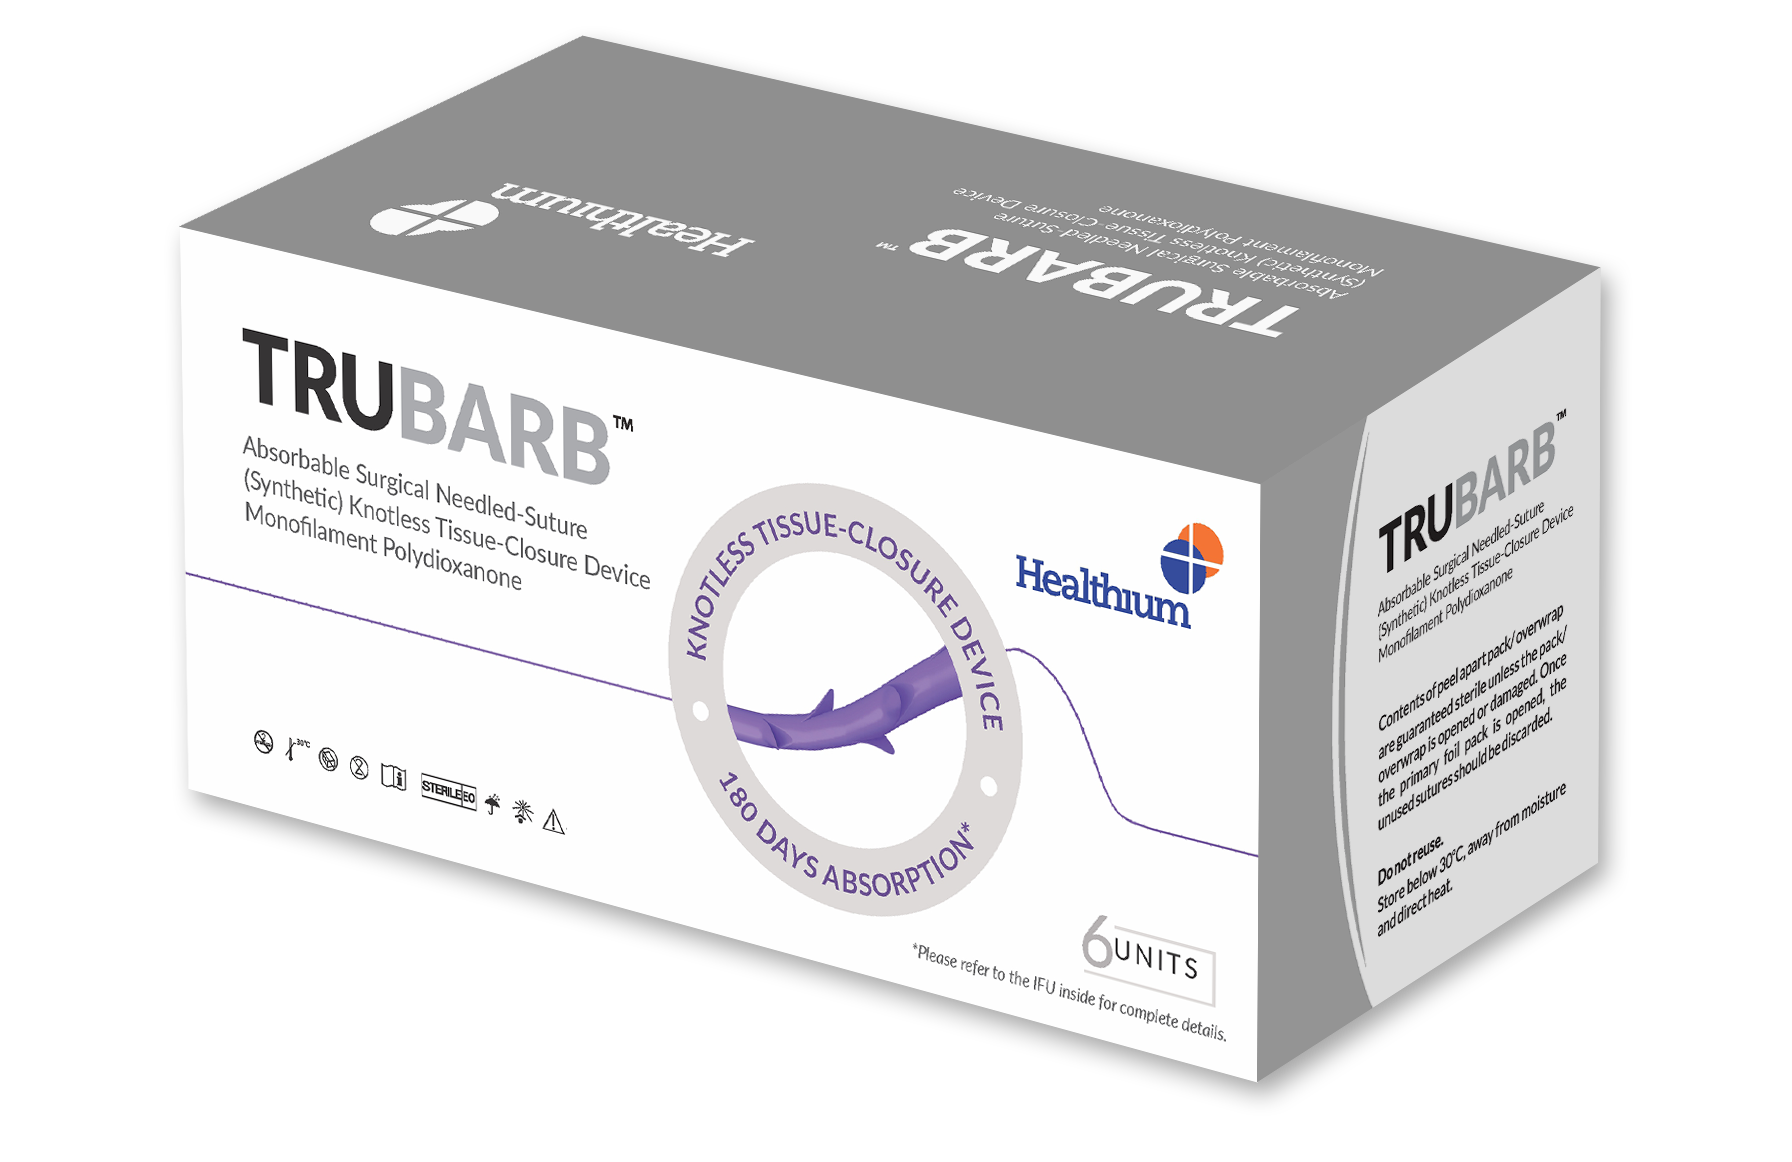 Healthium
TRUBARB™
Absorbable Surgical Needled-Suture
(Synthetic) Knotless Tissue-Closure Device
Monofilament Polydioxanone
TRUBARB™
Absorbable Surgical Needled-Suture
(Synthetic) Knotless Tissue-Closure Device
Monofilament Polydioxanone
KNOTLESS TISSUE-CLOSURE DEVICE
180 DAYS ABSORPTION*
Healthium
30°C
STERILE EO
6 UNITS
*Please refer to the IFU inside for complete details.
TRUBARB™
Absorbable Surgical Needled-Suture
(Synthetic) Knotless Tissue-Closure Device
Monofilament Polydioxanone
Contents of peel apart pack/ overwrap
are guaranteed sterile unless the pack/
overwrap is opened or damaged. Once
the primary foil pack is opened, the
unused sutures should be discarded.
Do not reuse.
Store below 30°C, away from moisture
and direct heat.